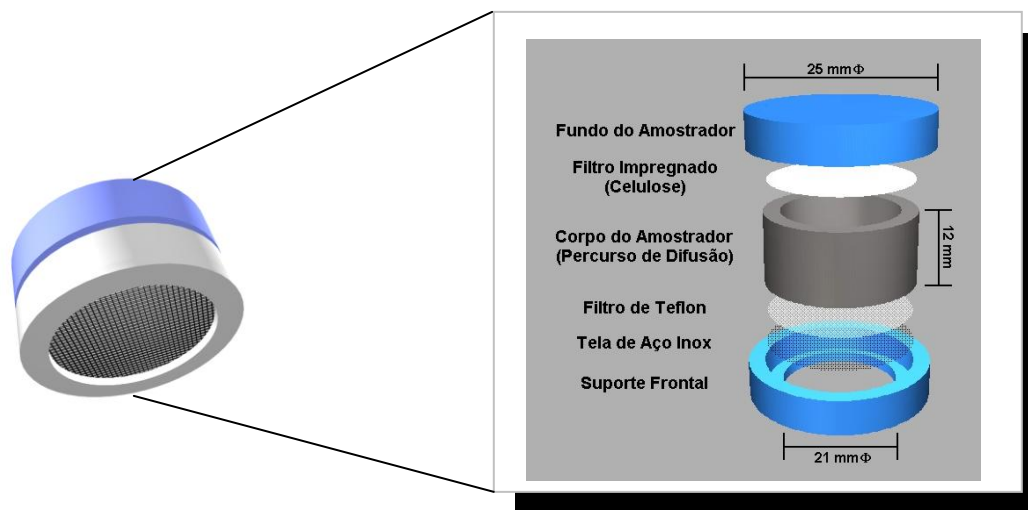 25 mmΦ
Fundo do Amostrador
Filtro Impregnado
(Celulose)
Corpo do Amostrador
(Percurso de Difusão)
12 mm
Filtro de Teflon
Tela de Aço Inox
Suporte Frontal
21 mmΦ